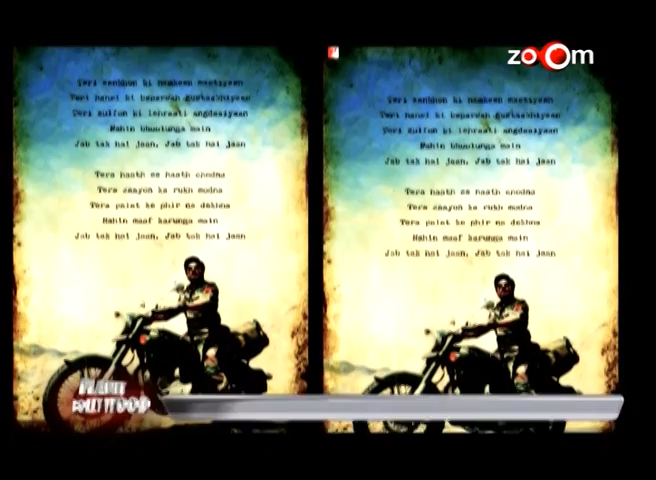 zoom
Teri aankhon ki namkeen mastiyaan
Teri hansi ki beparwah gustaakhiyaan
Teri zulfon ki lehraati angdaaiyaan
Nahin bhoolunga main
Jab tak hai jaan, Jab tak hai jaan
Tera haath se haath chodna
Tera saayon ka rukh modna
Tera palat ke phir na dekhna
Nahin maaf karunga main
Jab tak hai jaan, Jab tak hai jaan
Teri aankhon ki namkeen mastiyaan
Teri hansi ki beparwah gustaakhiyaan
Teri zulfon ki lehraati angdaaiyaan
Nahin bhoolunga main
Jab tak hai jaan, Jab tak hai jaan
Tera haath se haath chodna
Tera saayon ka rukh modna
Tera palat ke phir na dekhna
Nahin maaf karunga main
Jab tak hai jaan, Jab tak hai jaan